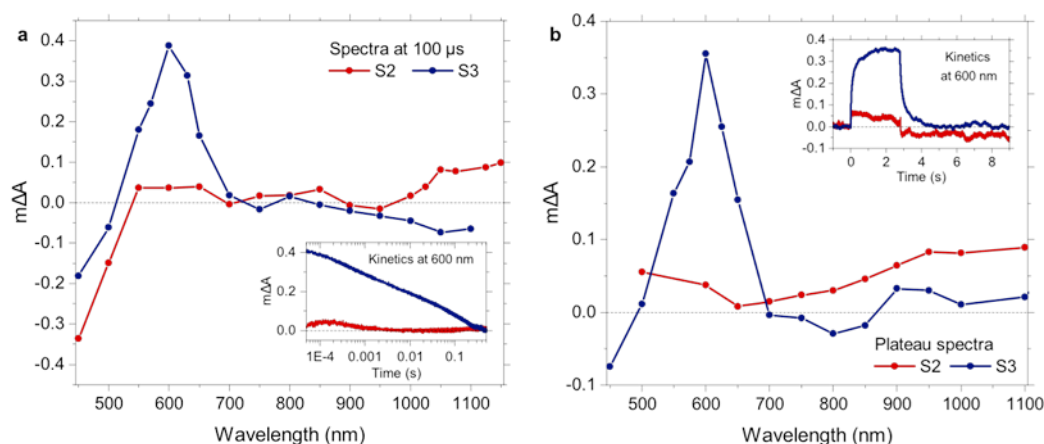 a
Spectra at 100 µs
S2 S3
0.4
0.3
0.2
0.1
0.0
-0.1
-0.2
-0.3
-0.4
mΔA
500 600 700 800 900 1000 1100
Wavelength (nm)
Kinetics at 600 nm
0.4
0.2
0.0
mΔA
1E-4 0.001 0.01 0.1
Time (s)
b
0.4
0.3
0.2
0.1
0.0
-0.1
mΔA
500 600 700 800 900 1000 1100
Wavelength (nm)
Plateau spectra
S2 S3
Kinetics
at 600 nm
0.4
0.3
0.2
0.1
0.0
-0.1
mΔA
0 2 4 6 8
Time (s)